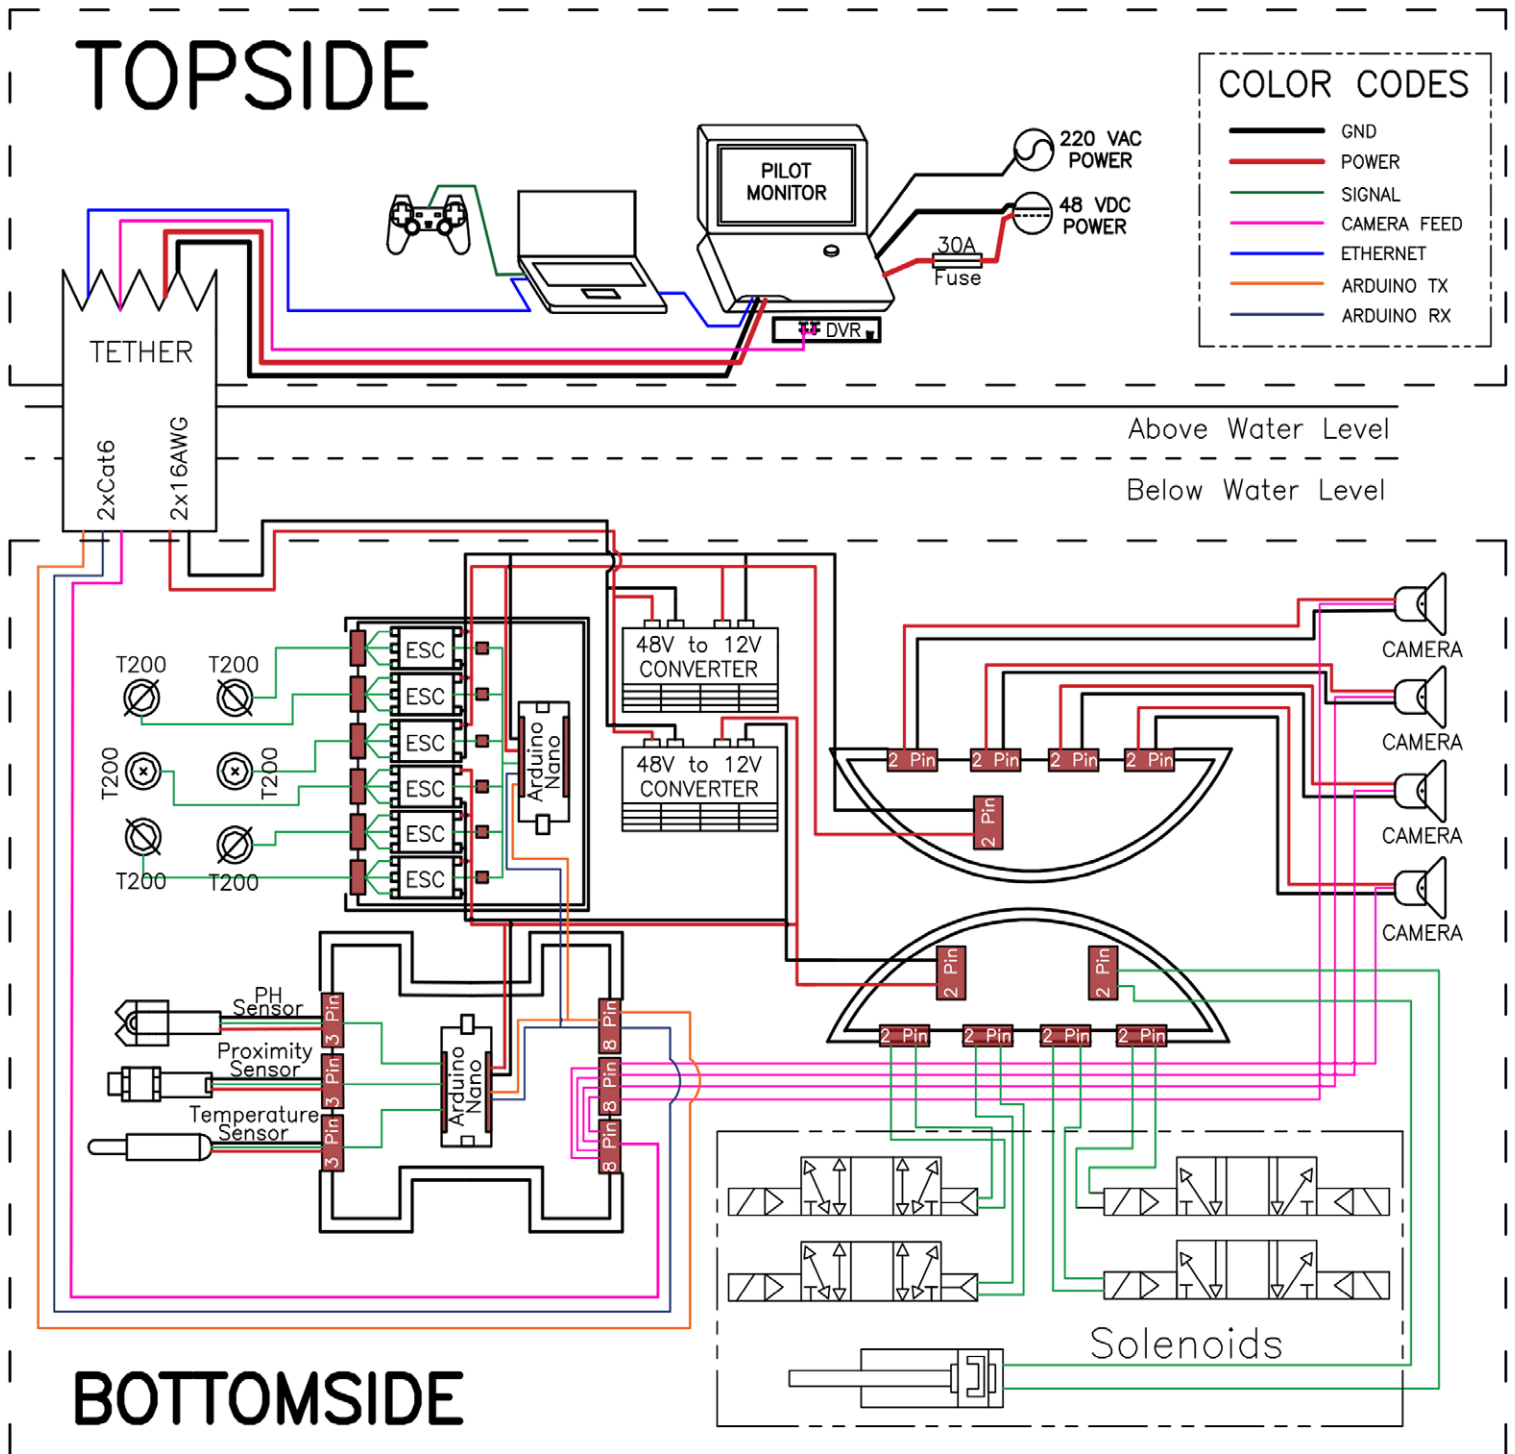 TOPSIDE
COLOR CODES
GND
POWER
SIGNAL
CAMERA FEED
ETHERNET
ARDUINO TX
ARDUINO RX
220 VAC
POWER
48 VDC
POWER
30A
Fuse
PILOT
MONITOR
DVR
TETHER
2xCat6
2x16AWG
Above Water Level
Below Water Level
T200
T200
T200
T200
T200
T200
ESC
ESC
ESC
ESC
ESC
ESC
Arduino
Nano
48V to 12V
CONVERTER
48V to 12V
CONVERTER
CAMERA
CAMERA
CAMERA
CAMERA
2 Pin
2 Pin
2 Pin
2 Pin
2 Pin
2 Pin
2 Pin
2 Pin
2 Pin
2 Pin
2 Pin
PH
Sensor
Proximity
Sensor
Temperature
Sensor
3 Pin
3 Pin
3 Pin
Arduino
Nano
8 Pin
8 Pin
8 Pin
Solenoids
BOTTOMSIDE